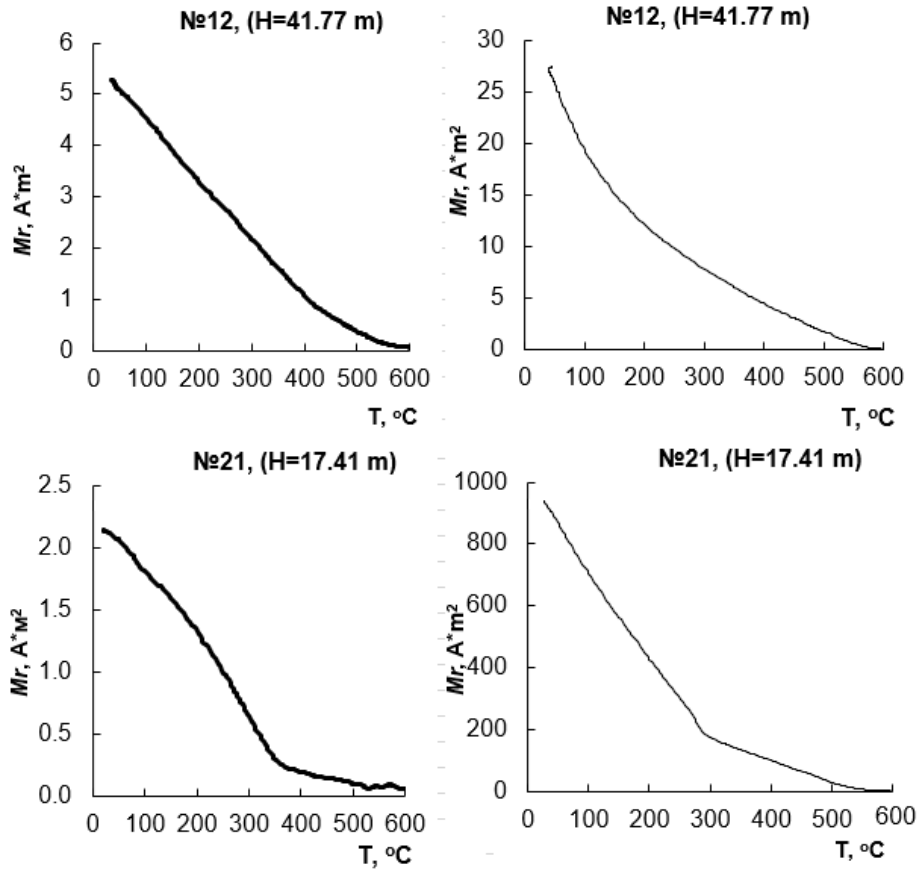 №12, (H=41.77 m)
6
5
4
3
2
1
0
Mr, A*m²
0 100 200 300 400 500 600
T, ºC
№12, (H=41.77 m)
30
25
20
15
10
5
0
Mr, A*m²
0 100 200 300 400 500 600
T, ºC
№21, (H=17.41 m)
2.5
2.0
1.5
1.0
0.5
0.0
Mr, A*м²
0 100 200 300 400 500 600
T, ºC
№21, (H=17.41 m)
1000
800
600
400
200
0
Mr, A*m²
0 100 200 300 400 500 600
T, ºC